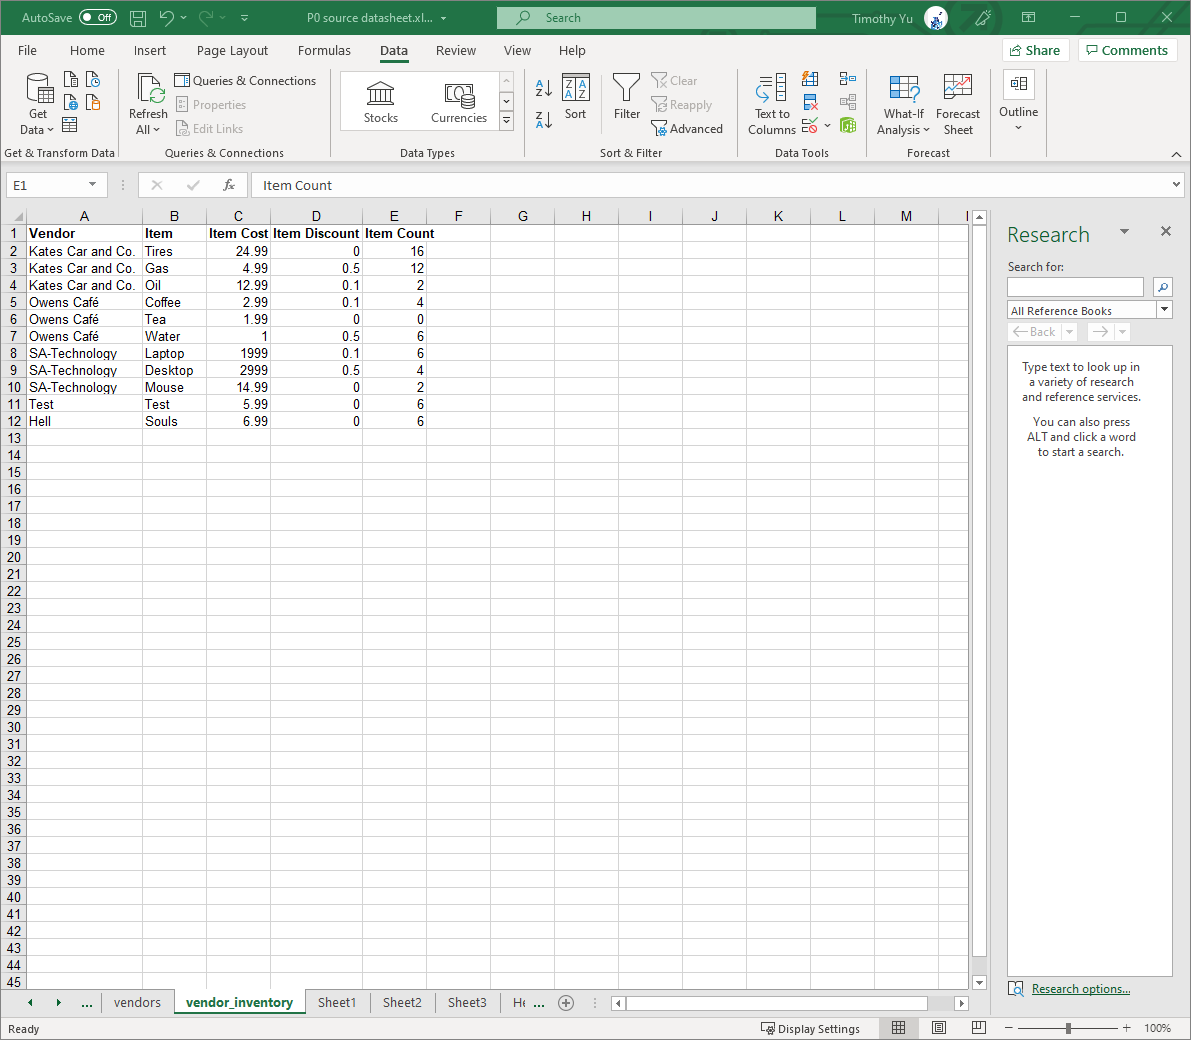 AutoSave Off P0 source datasheet.xl... Search Timothy Yu
File Home Insert Page Layout Formulas Data Review View Help Share Comments
Get Data
Get & Transform Data
Refresh All
Queries & Connections
Properties
Edit Links
Queries & Connections
Stocks Currencies
Data Types
Sort
Filter
Clear
Reapply
Advanced
Sort & Filter
Text to Columns
Data Tools
What-If Analysis
Forecast Sheet
Forecast
Outline
E1 fx Item Count
A B C D E F G H I J K L M
1 Vendor Item Item Cost Item Discount Item Count
2 Kates Car and Co. Tires 24.99 0 16
3 Kates Car and Co. Gas 4.99 0.5 12
4 Kates Car and Co. Oil 12.99 0.1 2
5 Owens Café Coffee 2.99 0.1 4
6 Owens Café Tea 1.99 0 0
7 Owens Café Water 1 0.5 6
8 SA-Technology Laptop 1999 0.1 6
9 SA-Technology Desktop 2999 0.5 4
10 SA-Technology Mouse 14.99 0 2
11 Test Test 5.99 0 6
12 Hell Souls 6.99 0 6
13
14
15
16
17
18
19
20
21
22
23
24
25
26
27
28
29
30
31
32
33
34
35
36
37
38
39
40
41
42
43
44
45
Research
Search for:
All Reference Books
Back
Type text to look up in
a variety of research
and reference services.
You can also press
ALT and click a word
to start a search.
Research options...
... vendors vendor_inventory Sheet1 Sheet2 Sheet3 He ...
Ready Display Settings 100%